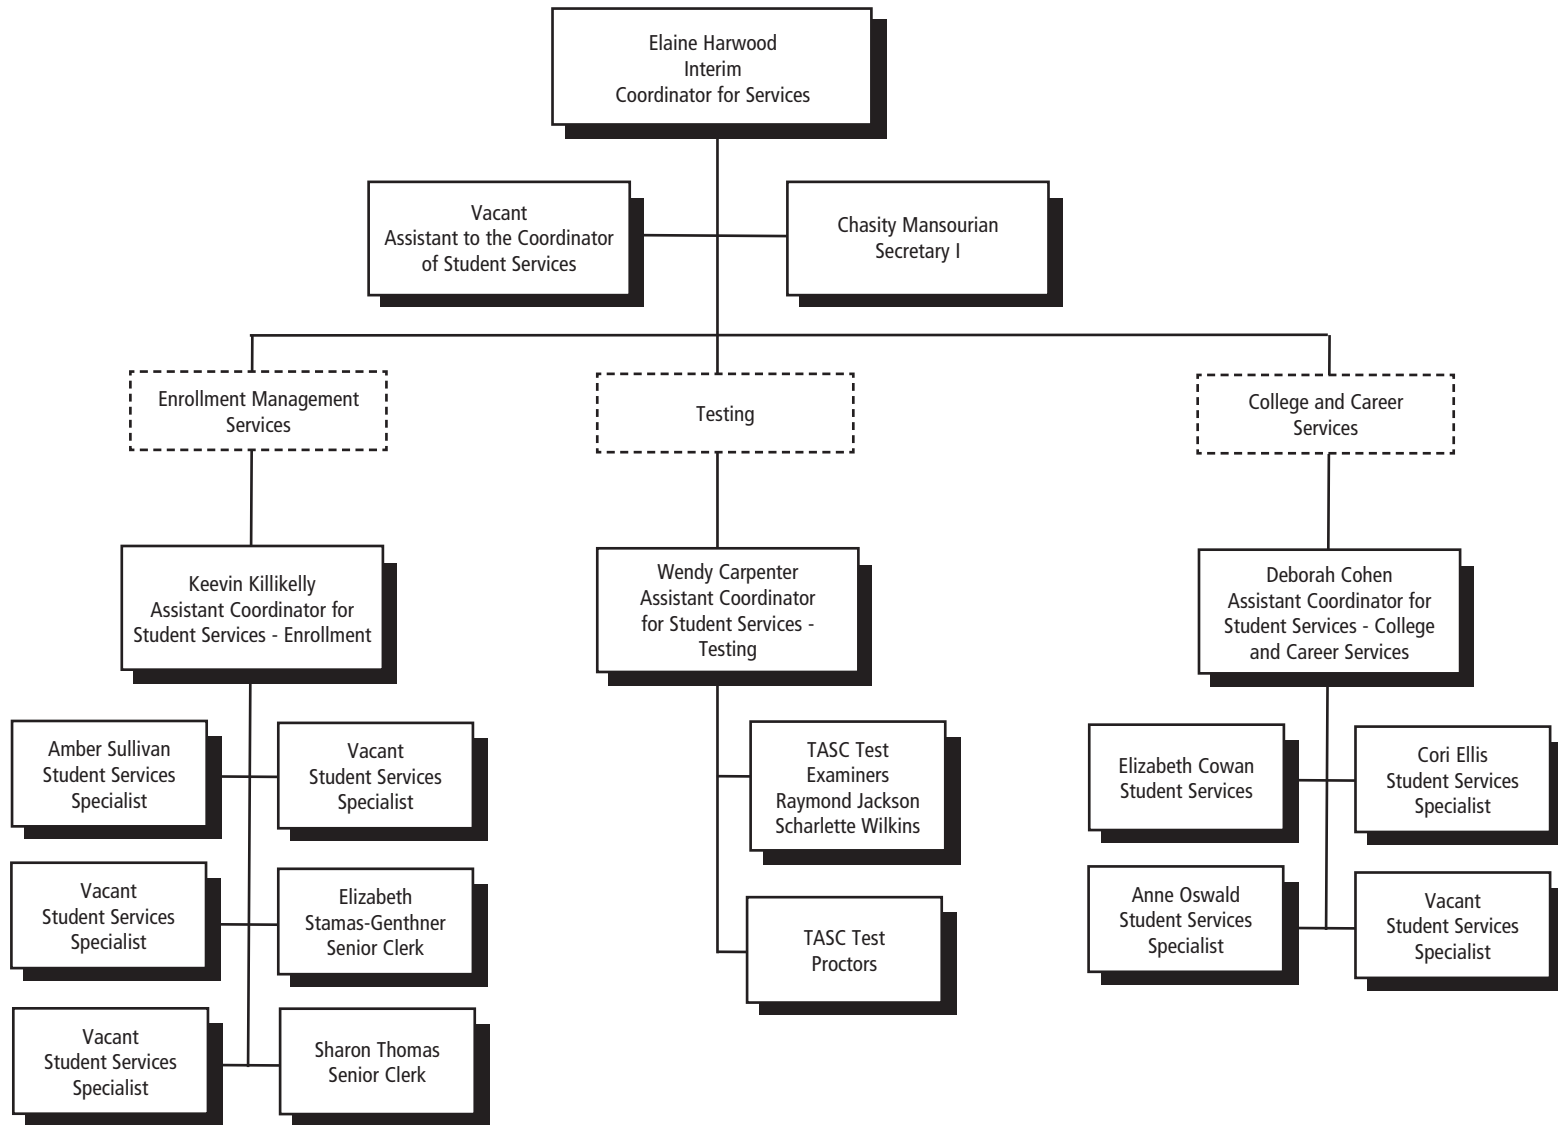 Elaine Harwood
Interim
Coordinator for Services
Vacant
Assistant to the Coordinator
of Student Services
Chasity Mansourian
Secretary I
Enrollment Management
Services
Testing
College and Career
Services
Keevin Killikelly
Assistant Coordinator for
Student Services - Enrollment
Wendy Carpenter
Assistant Coordinator
for Student Services -
Testing
Deborah Cohen
Assistant Coordinator for
Student Services - College
and Career Services
Amber Sullivan
Student Services
Specialist
Vacant
Student Services
Specialist
Vacant
Student Services
Specialist
Elizabeth
Stamas-Genthner
Senior Clerk
Vacant
Student Services
Specialist
Sharon Thomas
Senior Clerk
TASC Test
Examiners
Raymond Jackson
Scharlette Wilkins
TASC Test
Proctors
Elizabeth Cowan
Student Services
Cori Ellis
Student Services
Specialist
Anne Oswald
Student Services
Specialist
Vacant
Student Services
Specialist